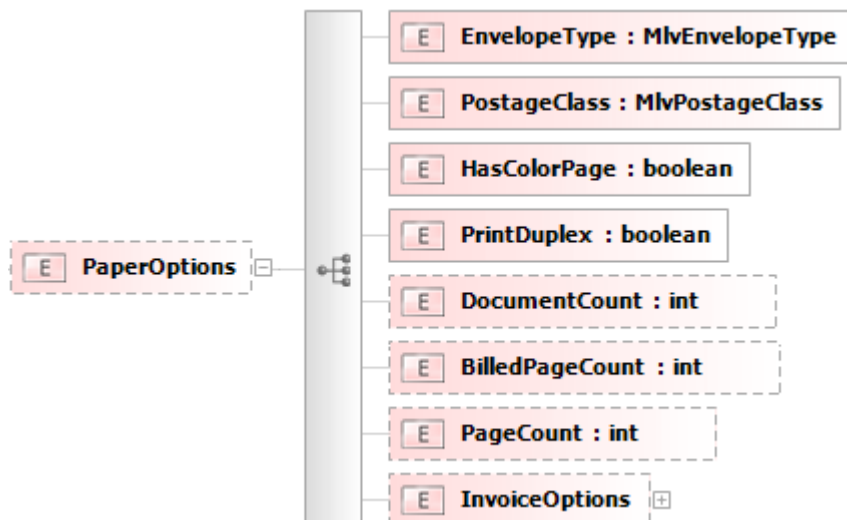 E EnvelopeType : MlvEnvelopeType
E PostageClass : MlvPostageClass
E HasColorPage : boolean
E PrintDuplex : boolean
E PaperOptions
E DocumentCount : int
E BilledPageCount : int
E PageCount : int
E InvoiceOptions